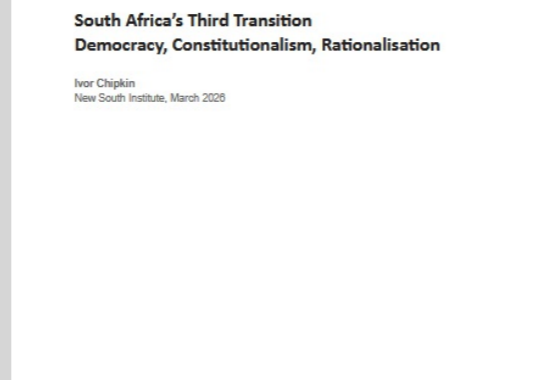 South Africa’s Third Transition
Democracy, Constitutionalism, Rationalisation
Ivor Chipkin
New South Institute, March 2026